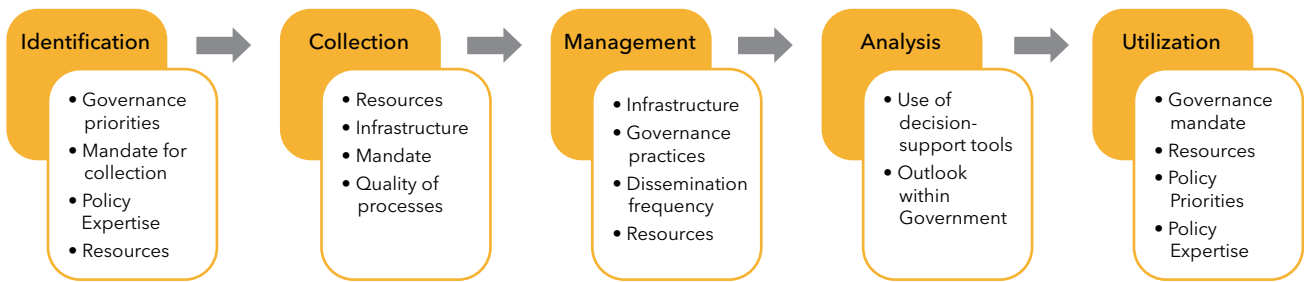 Identification
• Governance
priorities
• Mandate for
collection
• Policy
Expertise
• Resources
Collection
• Resources
• Infrastructure
• Mandate
• Quality of
processes
Management
• Infrastructure
• Governance
practices
• Dissemination
frequency
• Resources
Analysis
• Use of
decision-
support tools
• Outlook
within
Government
Utilization
• Governance
mandate
• Resources
• Policy
Priorities
• Policy
Expertise